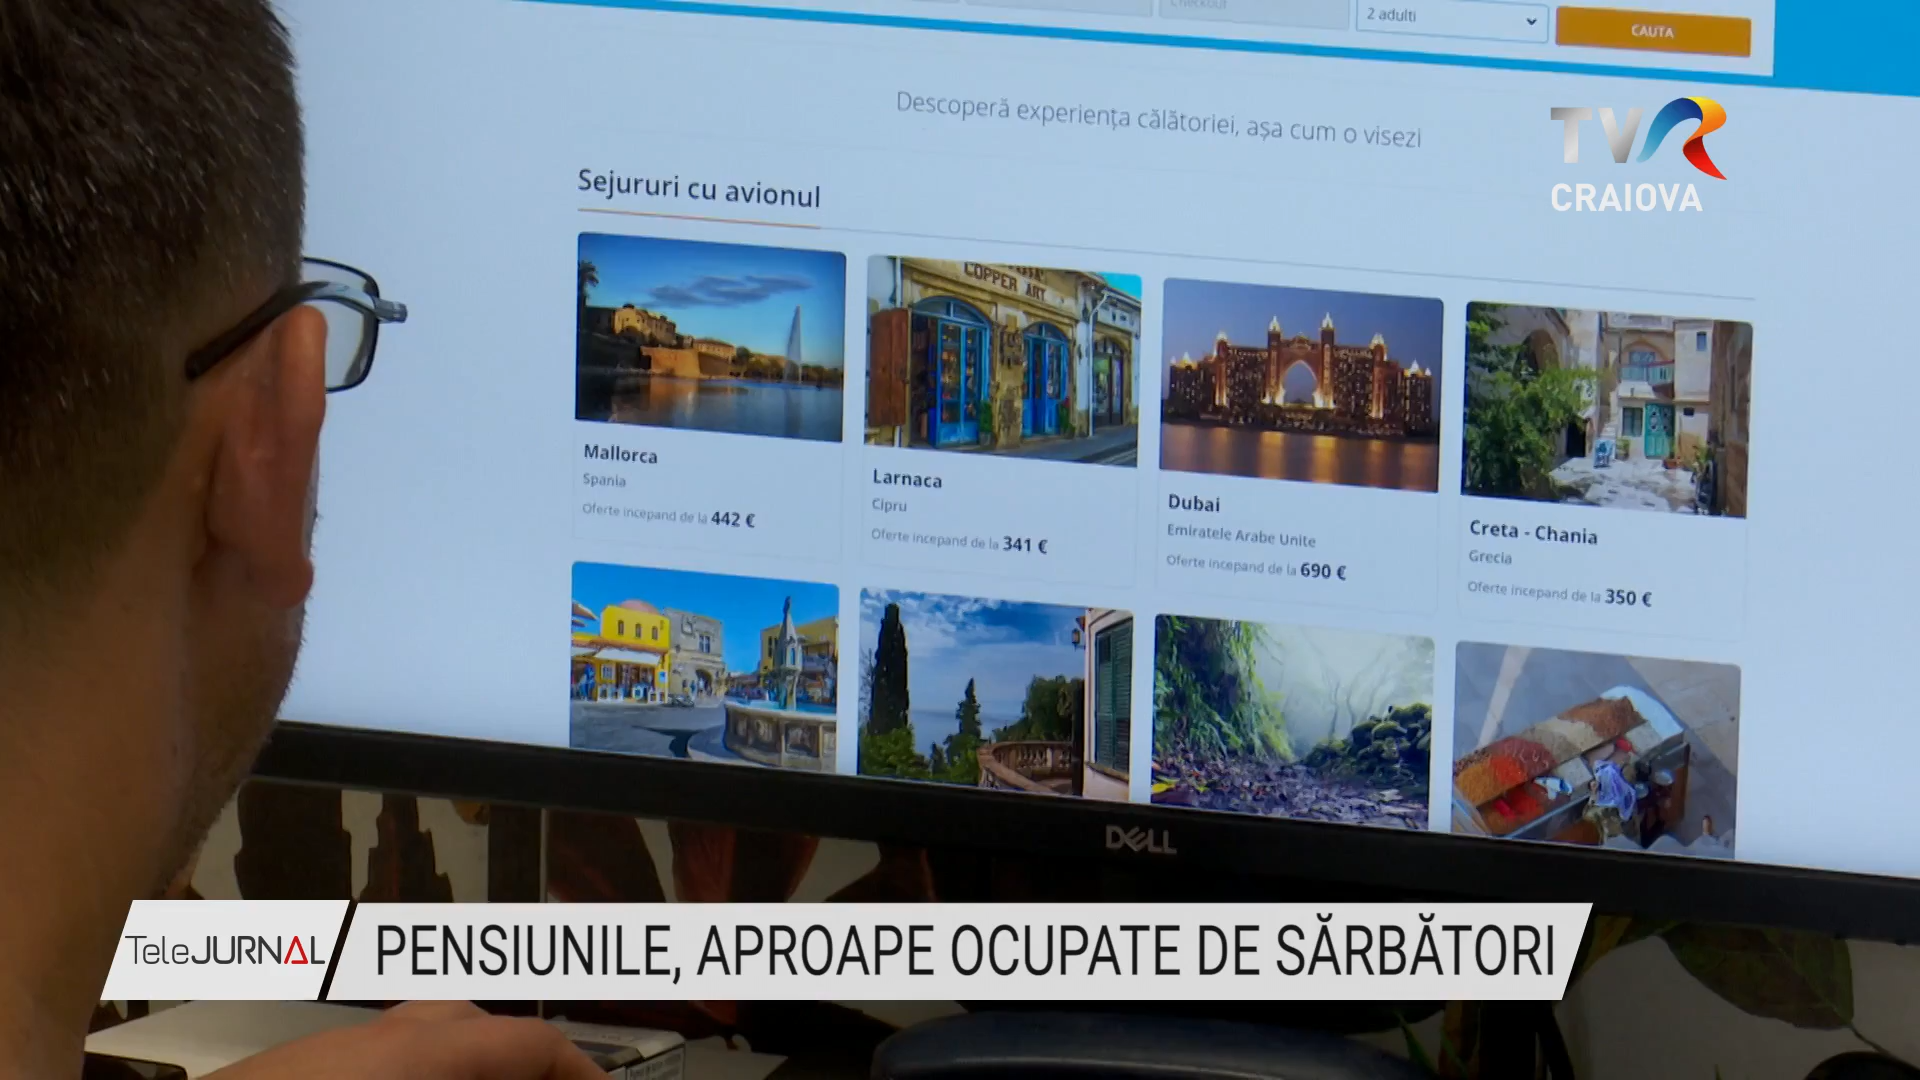 2 adulti
CAUTA
Descoperă experiența călătoriei, așa cum o visezi
TVR
CRAIOVA
Sejururi cu avionul
COPPER ART
Mallorca
Spania
Oferte incepand de la 442 €
Larnaca
Cipru
Oferte incepand de la 341 €
Dubai
Emiratele Arabe Unite
Oferte incepand de la 690 €
Creta - Chania
Grecia
Oferte incepand de la 350 €
DELL
TeleJURNAL
PENSIUNILE, APROAPE OCUPATE DE SĂRBĂTORI